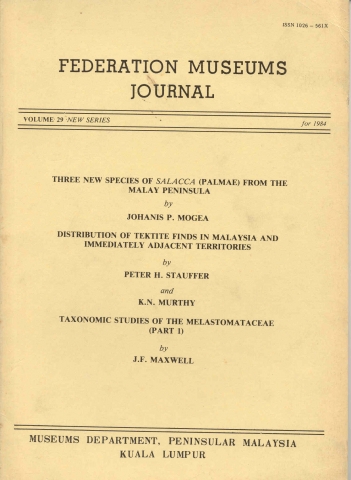 ISSN 1026 - 561X
FEDERATION MUSEUMS
JOURNAL
VOLUME 29 NEW SERIES
for 1984
THREE NEW SPECIES OF SALACCA (PALMAE) FROM THE
MALAY PENINSULA
by
JOHANIS P. MOGEA
DISTRIBUTION OF TEKTITE FINDS IN MALAYSIA AND
IMMEDIATELY ADJACENT TERRITORIES
by
PETER H. STAUFFER
and
K.N. MURTHY
TAXONOMIC STUDIES OF THE MELASTOMATACEAE
(PART 1)
by
J.F. MAXWELL
MUSEUMS DEPARTMENT, PENINSULAR MALAYSIA
KUALA LUMPUR